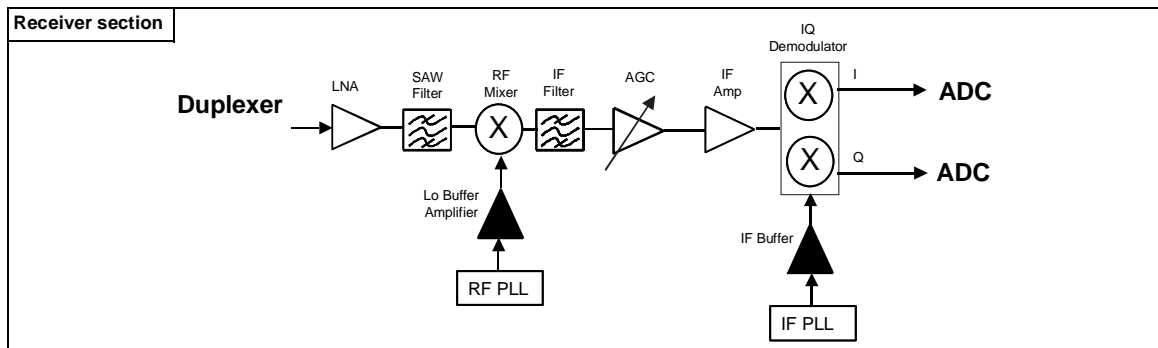 Receiver section
IQ
Demodulator
SAW
Filter
RF
Mixer
IF
Filter
AGC
IF
Amp
LNA
I
Duplexer
ADC
X
X
X
Q
ADC
Lo Buffer
Amplifier
IF Buffer
RF PLL
IF PLL